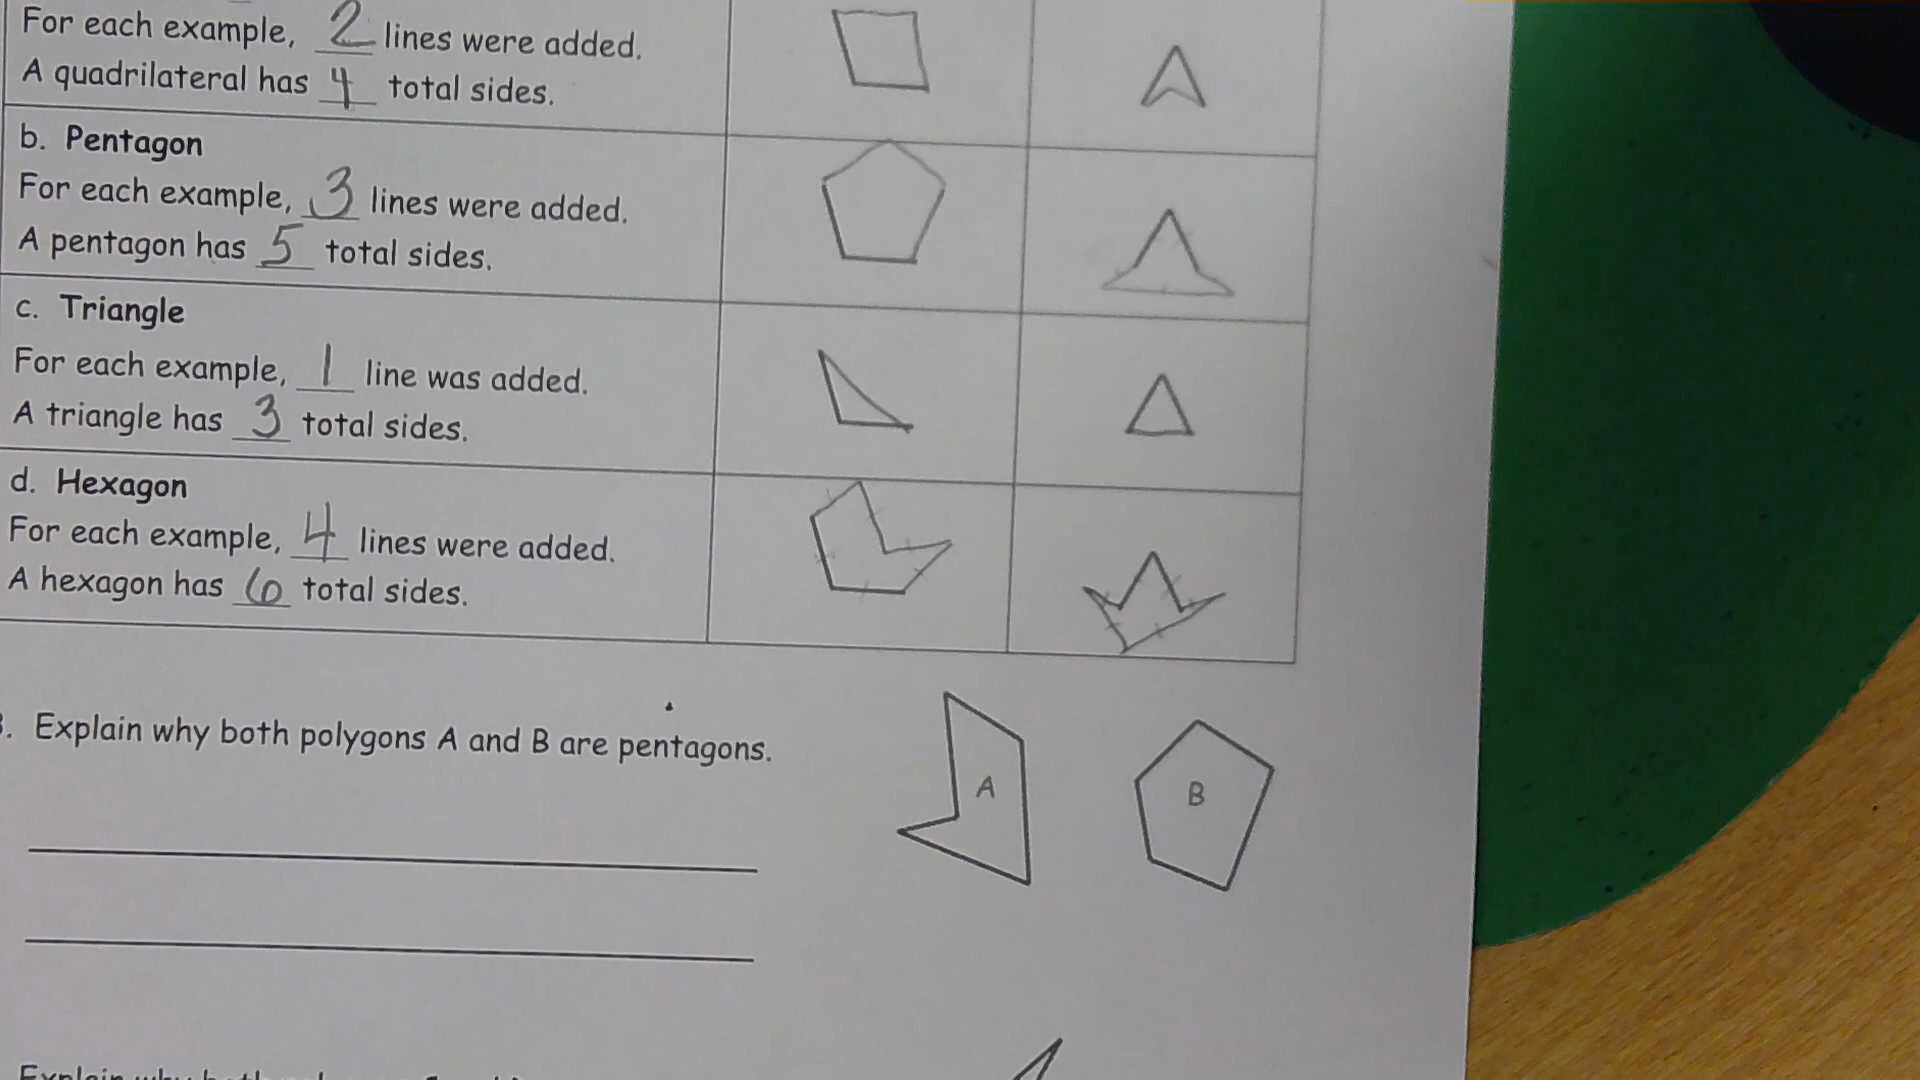 For each example, 2 lines were added.
A quadrilateral has 4 total sides.
b. Pentagon
For each example, 3 lines were added.
A pentagon has 5 total sides.
c. Triangle
For each example, 1 line was added.
A triangle has 3 total sides.
d. Hexagon
For each example, 4 lines were added.
A hexagon has 6 total sides.
. Explain why both polygons A and B are pentagons.
A
B
Explain why both